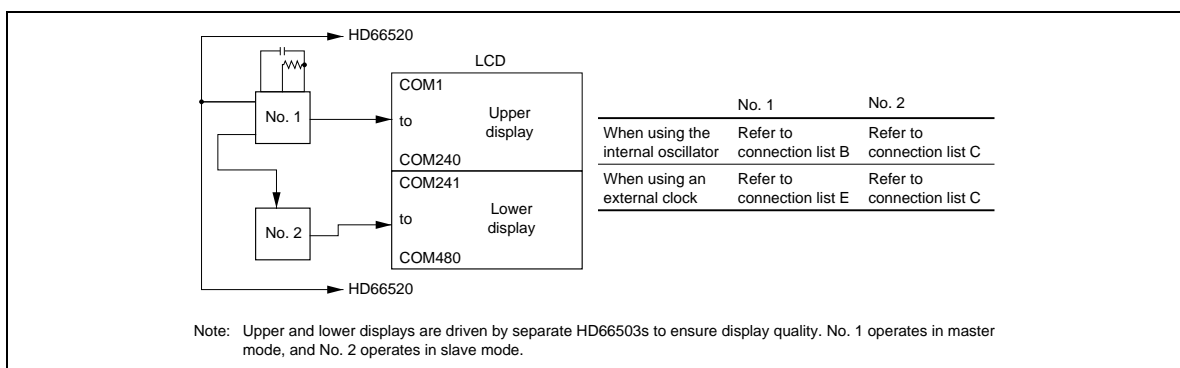 HD66520
LCD
No. 1
COM1
to
Upper
display
COM240
COM241
to
Lower
display
COM480
No. 2
HD66520
No. 1 No. 2
When using the Refer to Refer to
internal oscillator connection list B connection list C
When using an Refer to Refer to
external clock connection list E connection list C
Note: Upper and lower displays are driven by separate HD66503s to ensure display quality. No. 1 operates in master
mode, and No. 2 operates in slave mode.